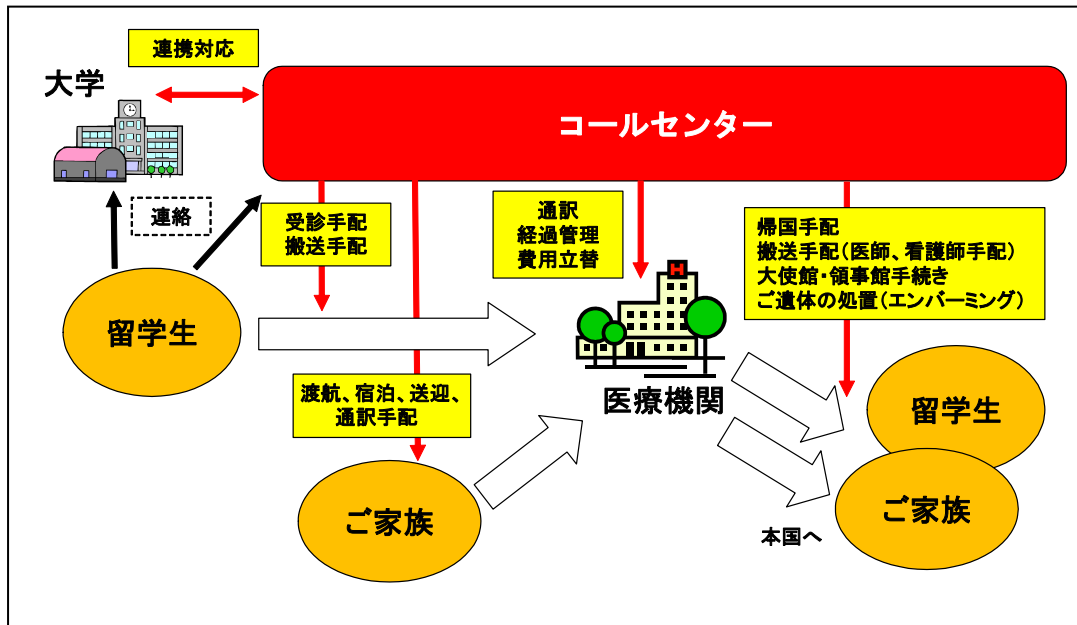 連携対応
大学
コールセンター
連絡
受診手配
搬送手配
通訳
経過管理
費用立替
帰国手配
搬送手配（医師、看護師手配）
大使館・領事館手続き
ご遺体の処置（エンバーミング）
H
留学生
渡航、宿泊、送迎、
通訳手配
医療機関
留学生
ご家族
ご家族
本国へ